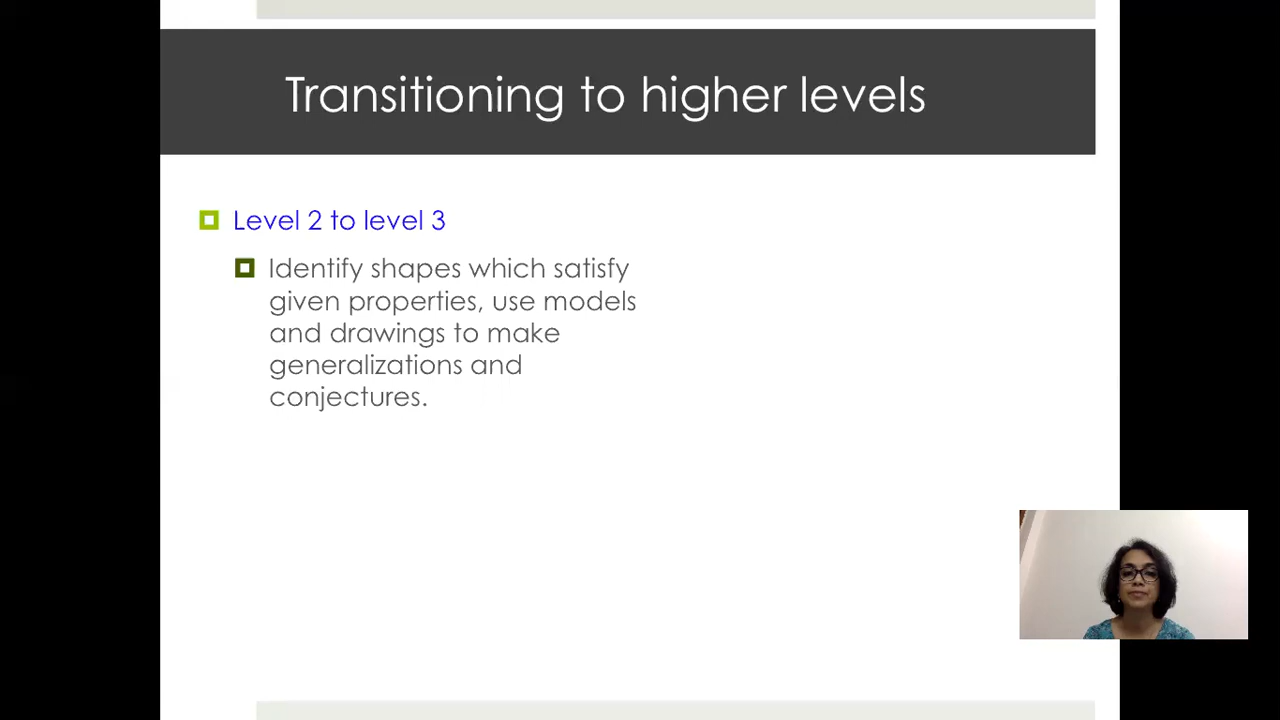 Transitioning to higher levels
Level 2 to level 3
Identify shapes which satisfy
given properties, use models
and drawings to make
generalizations and
conjectures.